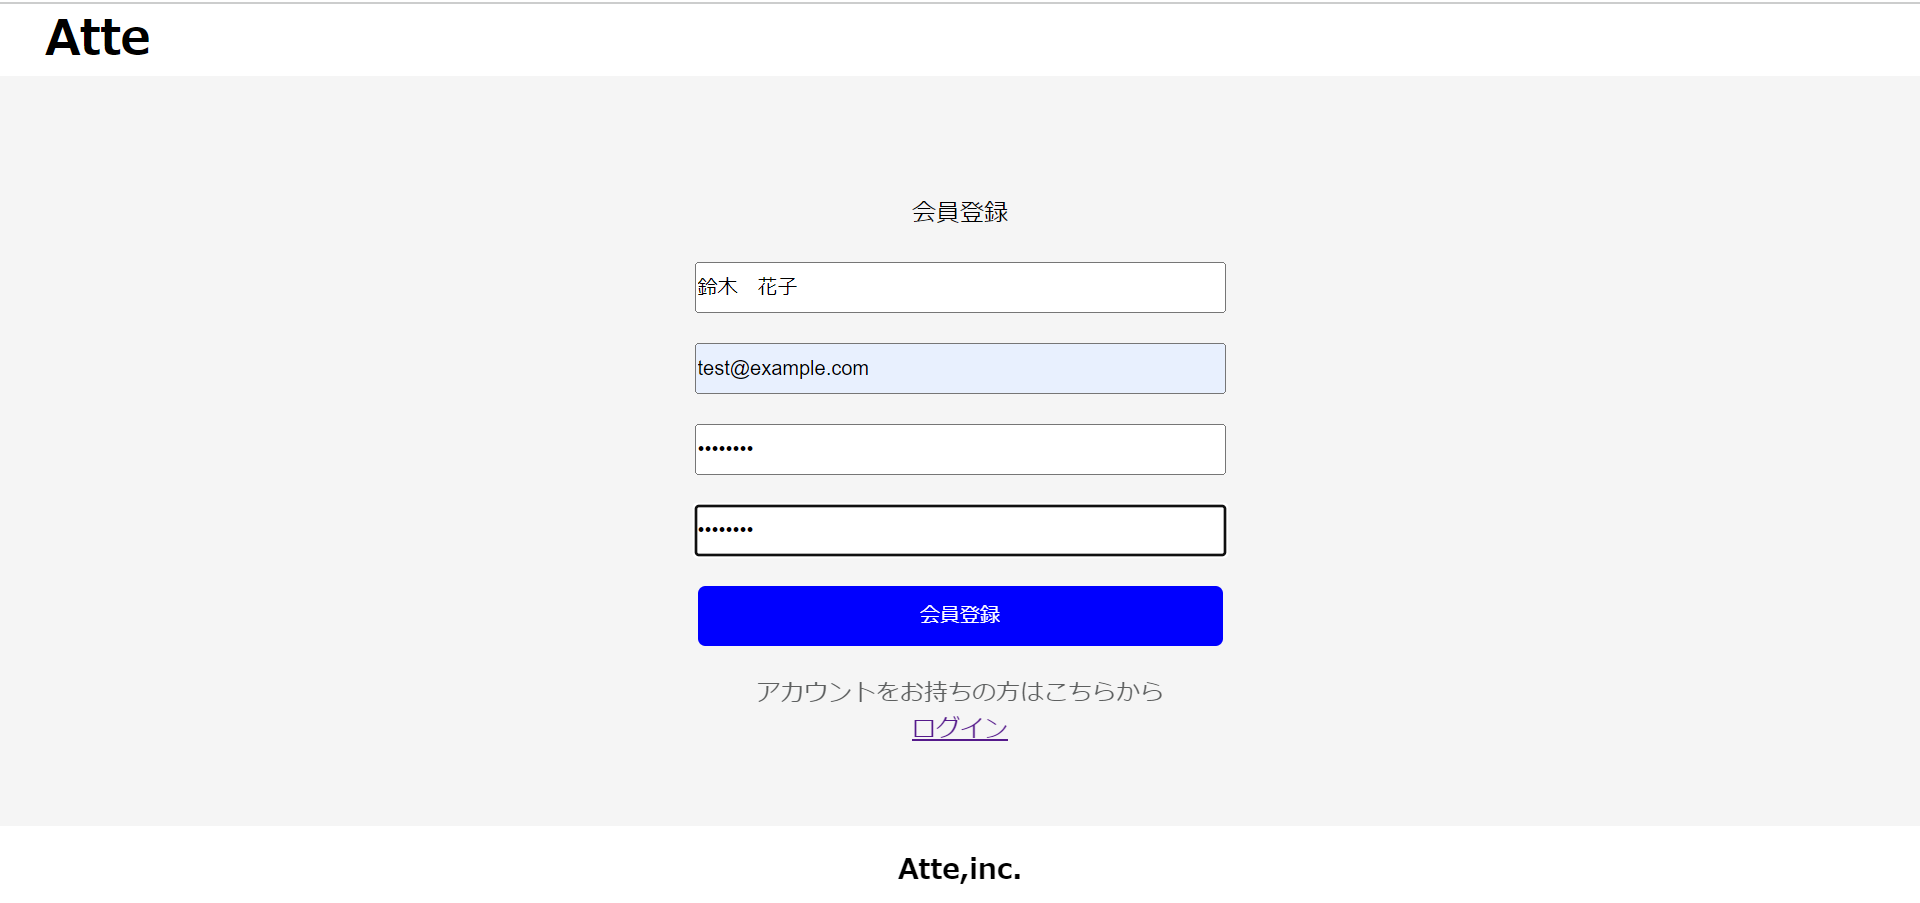 Atte
会員登録
鈴木　花子
test@example.com
••••••••
••••••••
会員登録
アカウントをお持ちの方はこちらから
ログイン
Atte,inc.